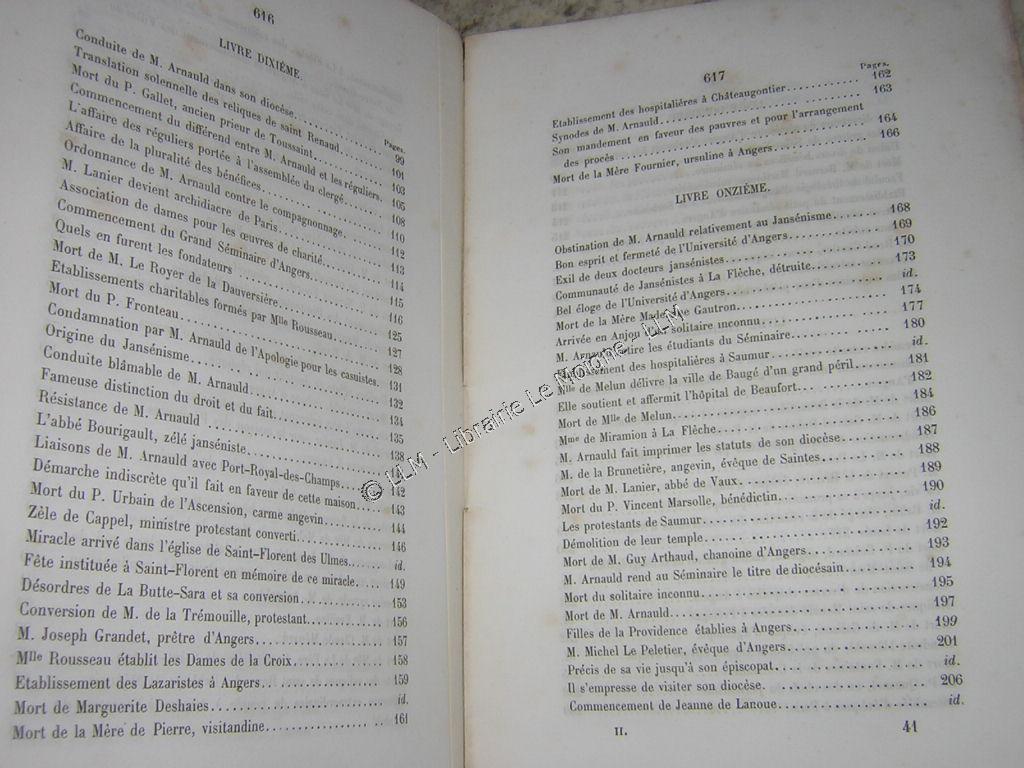 616
LIVRE DIXIÈME.
Pages.
Conduite de M. Arnauld dans son diocèse. 99
Translation solennelle des reliques de saint Renaud 101
Mort du P. Gallet, ancien prieur de Toussaint 103
Commencement du différend entre M. Arnauld et les réguliers. 105
L'affaire des réguliers portée à l'assemblée du clergé 108
Affaire de la pluralité des bénéfices 110
Ordonnance de M. Arnauld contre le compagnonnage 112
M. Lanier devient archidiacre de Paris 113
Association de dames pour les œuvres de charité 114
Commencement du Grand Séminaire d'Angers 115
Quels en furent les fondateurs 116
Mort de M. Le Royer de la Dauversière 125
Etablissements charitables formés par Mlle Rousseau 127
Mort du P. Fronteau 128
Condamnation par M. Arnauld de l'Apologie pour les casuistes. 131
Origine du Jansénisme 132
Conduite blâmable de M. Arnauld 134
Fameuse distinction du droit et du fait 135
Résistance de M. Arnauld 138
L'abbé Bourigault, zélé janséniste 141
Liaisons de M. Arnauld avec Port-Royal-des-Champs 142
Démarche indiscrète qu'il fait en faveur de cette maison 143
Mort du P. Urbain de l'Ascension, carme angevin 144
Zèle de Cappel, ministre protestant converti 146
Miracle arrivé dans l'église de Saint-Florent des Ulmes id.
Fête instituée à Saint-Florent en mémoire de ce miracle 149
Désordres de La Butte-Sara et sa conversion 153
Conversion de M. de la Trémouille, protestant 156
M. Joseph Grandet, prêtre d'Angers 157
Mlle Rousseau établit les Dames de la Croix 158
Etablissement des Lazaristes à Angers 159
Mort de Marguerite Deshaies id.
Mort de la Mère de Pierre, visitandine 161
617
Pages.
Etablissement des hospitalières à Châteaugontier 162
Synodes de M. Arnauld 163
Son mandement en faveur des pauvres et pour l'arrangement
des procès 164
Mort de la Mère Fournier, ursuline à Angers 166
LIVRE ONZIÈME.
Obstination de M. Arnauld relativement au Jansénisme 168
Bon esprit et fermeté de l'Université d'Angers 169
Exil de deux docteurs jansénistes 170
Communauté de Jansénistes à La Flèche, détruite 173
Bel éloge de l'Université d'Angers id.
Mort de la Mère Madeleine Gautron 174
Arrivée en Anjou d'un solitaire inconnu 177
M. Arnauld retire les étudiants du Séminaire 180
Etablissement des hospitalières à Saumur id.
Mlle de Melun délivre la ville de Baugé d'un grand péril 181
Elle soutient et affermit l'hôpital de Beaufort 182
Mort de Mlle de Melun 184
Mme de Miramion à La Flèche 186
M. Arnauld fait imprimer les statuts de son diocèse 187
M. de la Brunetière, angevin, évêque de Saintes 188
Mort de M. Lanier, abbé de Vaux 189
Mort du P. Vincent Marsolle, bénédictin 190
Les protestants de Saumur id.
Démolition de leur temple 192
Mort de M. Guy Arthaud, chanoine d'Angers 193
M. Arnauld rend au Séminaire le titre de diocésain 194
Mort du solitaire inconnu 195
Mort de M. Arnauld 197
Filles de la Providence établies à Angers 199
M. Michel Le Peletier, évêque d'Angers 201
Précis de sa vie jusqu'à son épiscopat id.
Il s'empresse de visiter son diocèse 206
Commencement de Jeanne de Lanoue id.
II. 41
© LLM - Librairie Le Moione - LLM